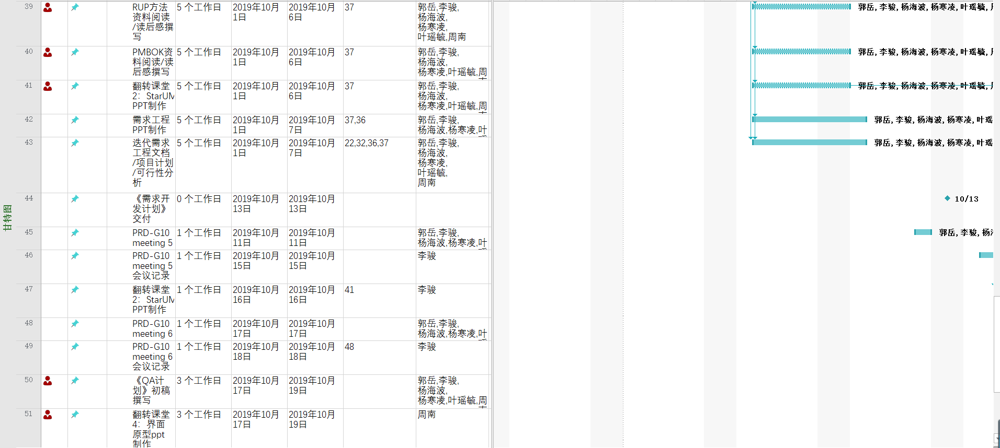 甘特图
39
RUP方法
资料阅读
/读后感撰
写
5 个工作日
2019年10月
1日
2019年10月
6日
37
郭岳,李骏,
杨海波,
杨寒凌,
叶瑶毓,周南
郭岳, 李骏, 杨海波, 杨寒凌, 叶瑶毓,
40
PMBOK资
料阅读/读
后感撰写
5 个工作日
2019年10月
1日
2019年10月
6日
37
郭岳,李骏,
杨海波,
杨寒凌,叶瑶毓,周
郭岳, 李骏, 杨海波, 杨寒凌, 叶瑶毓,
41
翻转课堂
2：StarUM
PPT制作
5 个工作日
2019年10月
1日
2019年10月
6日
37
郭岳,李骏,
杨海波,
杨寒凌,叶瑶毓,周
郭岳, 李骏, 杨海波, 杨寒凌, 叶瑶毓,
42
需求工程
PPT制作
5 个工作日
2019年10月
1日
2019年10月
7日
37,36
郭岳,李骏,
杨海波,杨寒凌,叶
郭岳, 李骏, 杨海波, 杨寒凌, 叶瑶
43
迭代需求
工程文档
/项目计划
/可行性分
析
5 个工作日
2019年10月
1日
2019年10月
7日
22,32,36,37
郭岳,李骏,
杨海波,
杨寒凌,
叶瑶毓,
周南
郭岳, 李骏, 杨海波, 杨寒凌, 叶瑶
44
《需求开
发计划》
交付
0 个工作日
2019年10月
13日
2019年10月
13日
10/13
45
PRD-G10
meeting 5
1 个工作日
2019年10月
11日
2019年10月
11日
郭岳,李骏,
杨海波,杨寒凌,叶
郭岳, 李骏, 杨
46
PRD-G10
meeting 5
会议记录
1 个工作日
2019年10月
15日
2019年10月
15日
李骏
47
翻转课堂
2：StarUM
PPT制作
1 个工作日
2019年10月
16日
2019年10月
16日
41
李骏
48
PRD-G10
meeting 6
1 个工作日
2019年10月
17日
2019年10月
17日
郭岳,李骏,
杨海波,杨寒凌,叶
49
PRD-G10
meeting 6
会议记录
1 个工作日
2019年10月
18日
2019年10月
18日
48
李骏
50
《QA计
划》初稿
撰写
3 个工作日
2019年10月
17日
2019年10月
19日
郭岳,李骏,
杨海波,
杨寒凌,叶瑶毓,周
51
翻转课堂
4：界面
原型ppt
制作
3 个工作日
2019年10月
17日
2019年10月
19日
周南